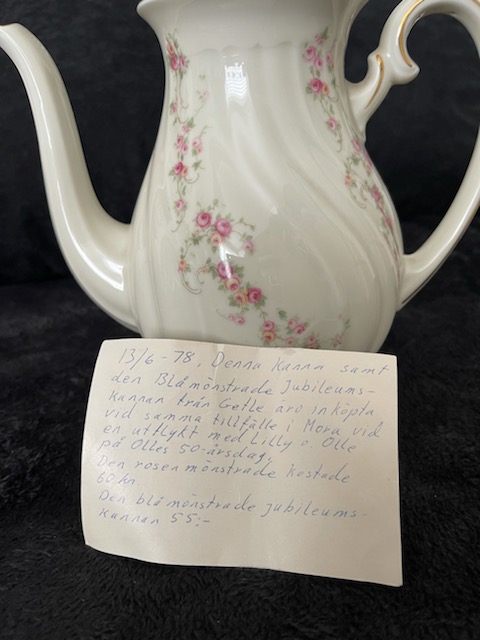 13/6-78. Denna kanna samt
den Blåmönstrade Jubileums-
kannan från Gefle äro inköpta
vid samma tillfälle i Mora vid
en utflykt med Lilly o. Olle
på Olles 50-årsdag.
Den rosenmönstrade kostade
60 kr.
Den blåmönstrade jubileums-
kannan 55:-